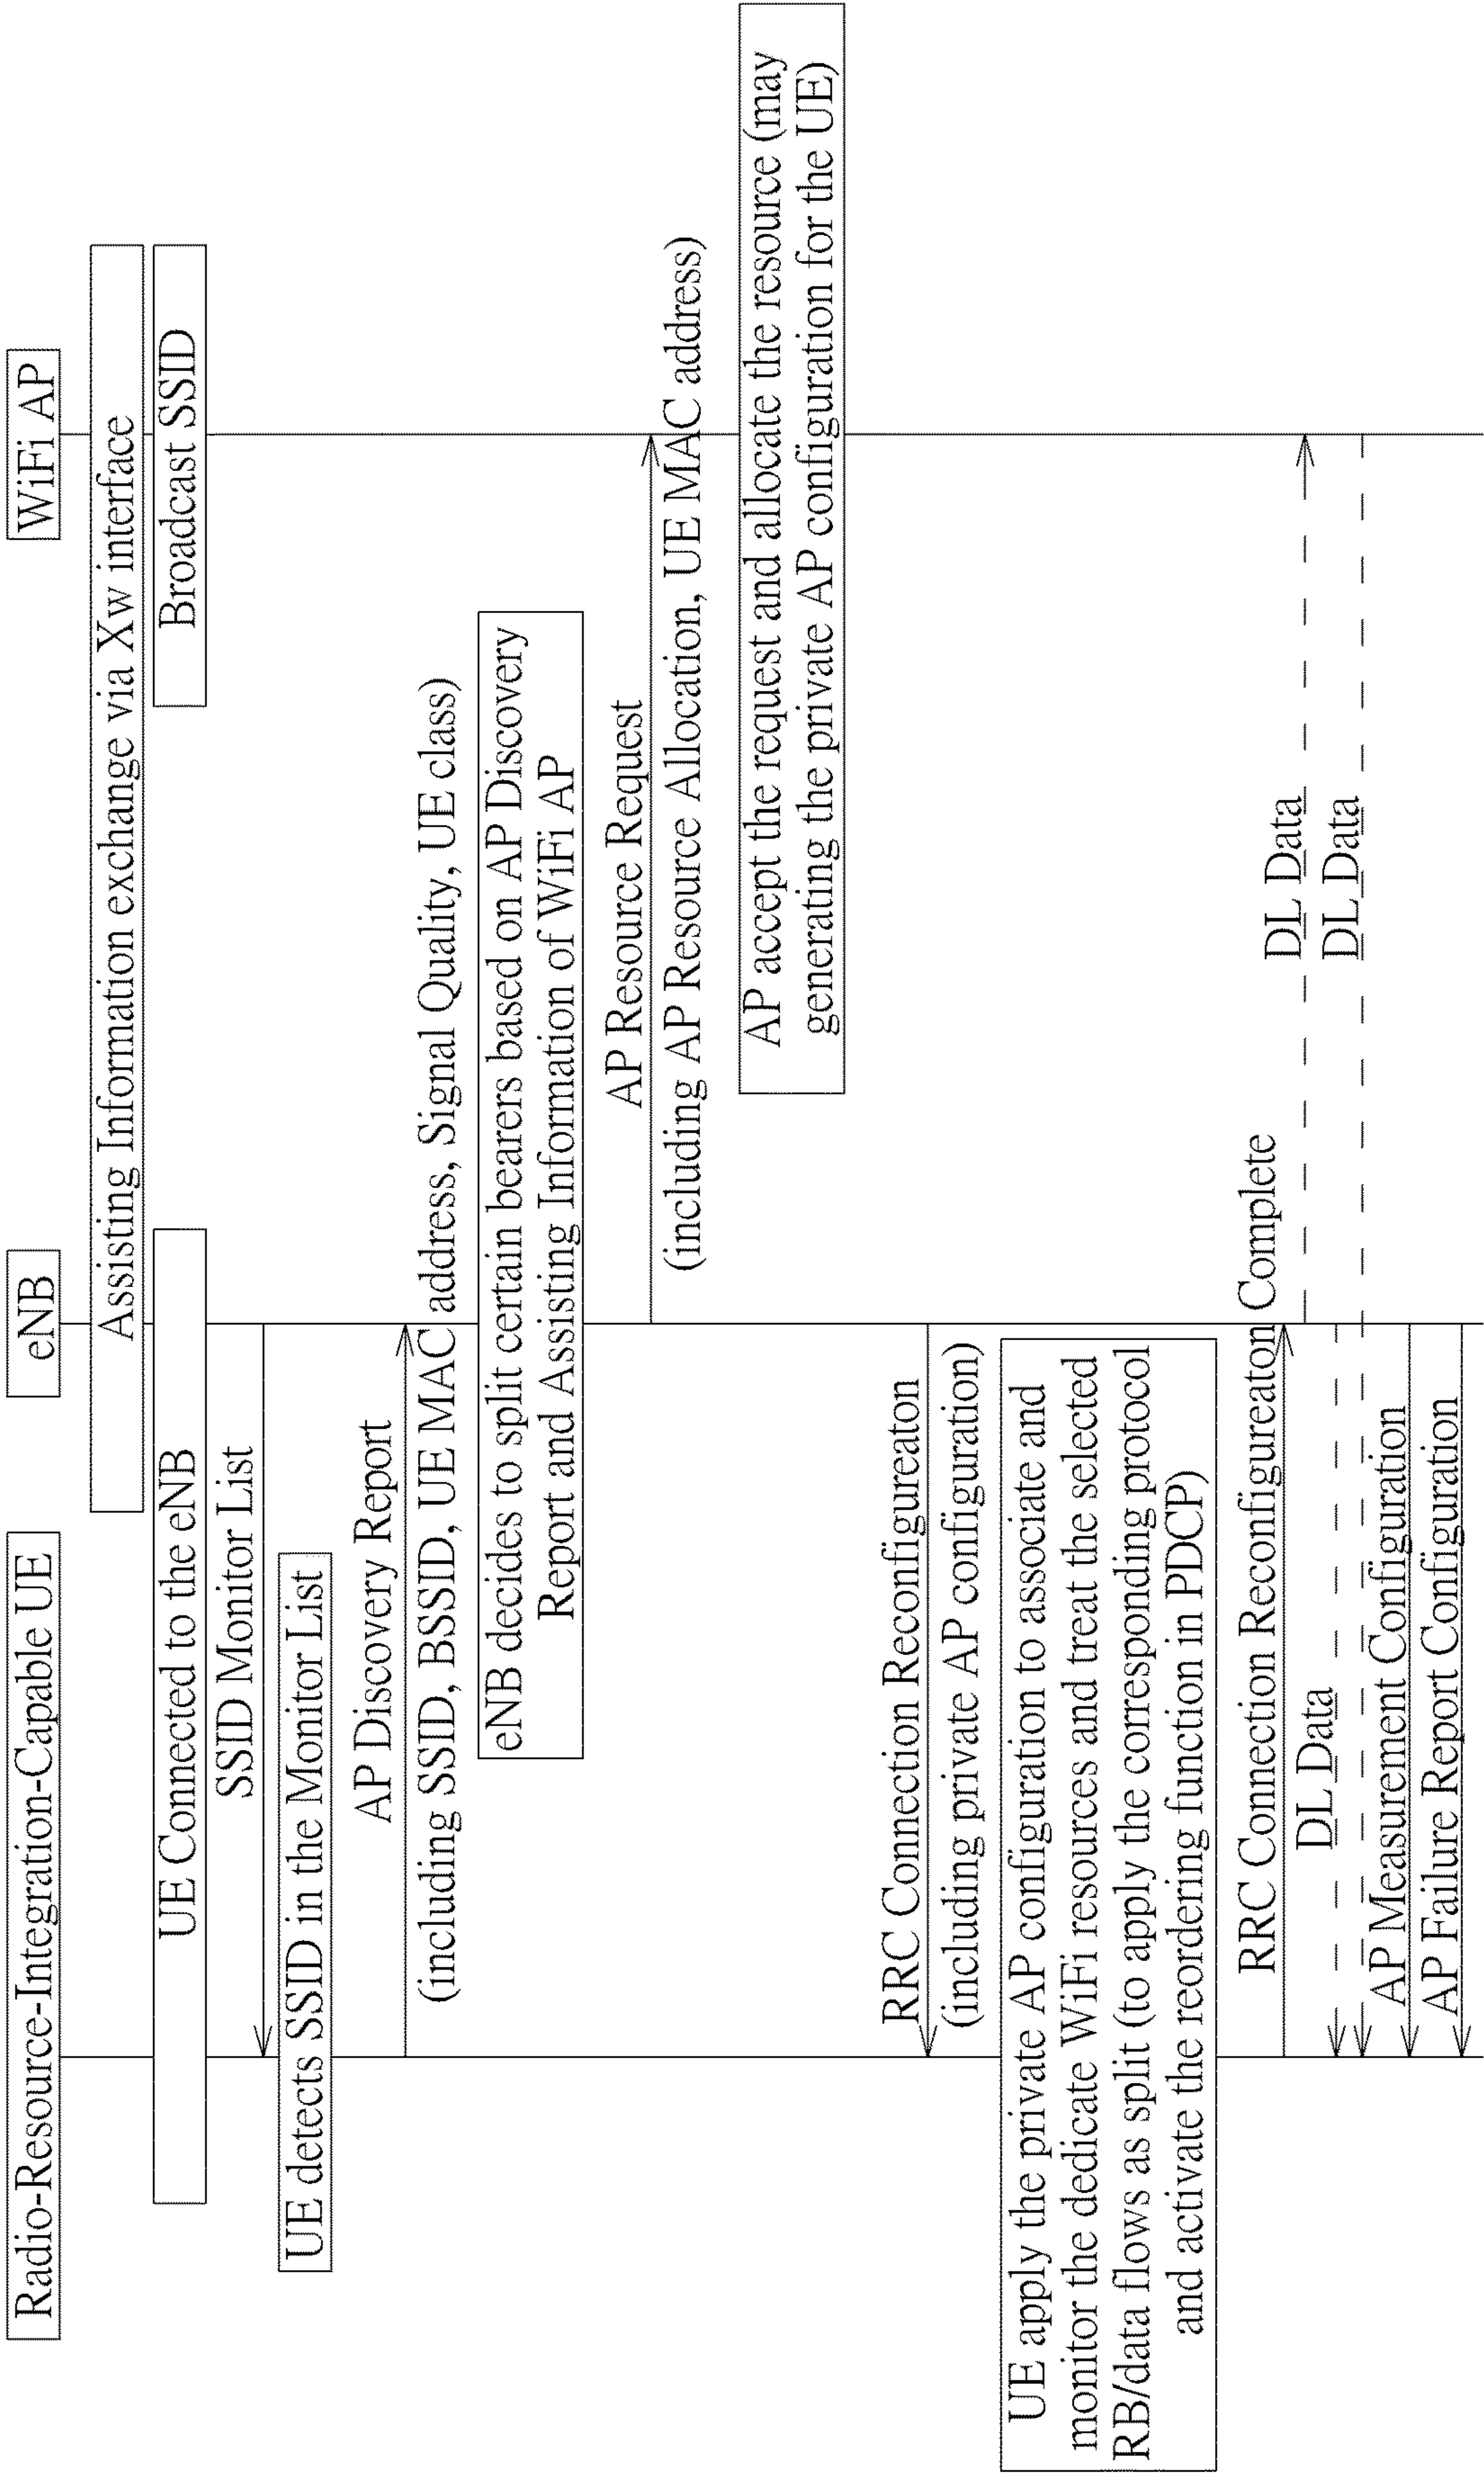 Radio-Resource-Integration-Capable UE
eNB
WiFi AP
Assisting Information exchange via Xw interface
UE Connected to the eNB
Broadcast SSID
SSID Monitor List
UE detects SSID in the Monitor List
AP Discovery Report
(including SSID, BSSID, UE MAC address, Signal Quality, UE class)
eNB decides to split certain bearers based on AP Discovery
Report and Assisting Information of WiFi AP
AP Resource Request
(including AP Resource Allocation, UE MAC address)
AP accept the request and allocate the resource (may
generating the private AP configuration for the UE)
RRC Connection Reconfigureaton
(including private AP configuration)
UE apply the private AP configuration to associate and
monitor the dedicate WiFi resources and treat the selected
RB/data flows as split (to apply the corresponding protocol
and activate the reordering function in PDCP)
RRC Connection Reconfigureaton Complete
DL Data
DL Data
DL Data
AP Measurement Configuration
AP Failure Report Configuration